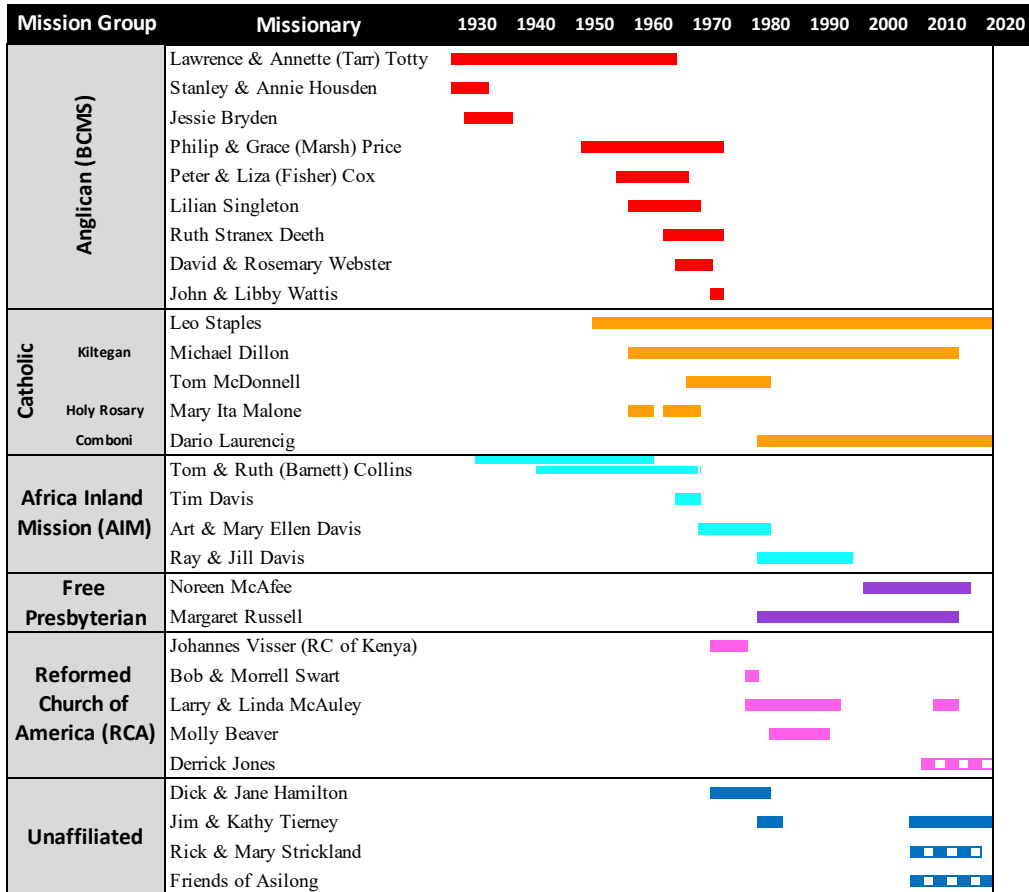 Mission Group Missionary 1930 1940 1950 1960 1970 1980 1990 2000 2010 2020
Anglican (BCMS)
Lawrence & Annette (Tarr) Totty
Stanley & Annie Housden
Jessie Bryden
Philip & Grace (Marsh) Price
Peter & Liza (Fisher) Cox
Lilian Singleton
Ruth Stranex Deeth
David & Rosemary Webster
John & Libby Wattis
Catholic
Leo Staples
Kiltegan Michael Dillon
Tom McDonnell
Holy Rosary Mary Ita Malone
Comboni Dario Laurencig
Africa Inland
Mission (AIM)
Tom & Ruth (Barnett) Collins
Tim Davis
Art & Mary Ellen Davis
Ray & Jill Davis
Free
Presbyterian
Noreen McAfee
Margaret Russell
Reformed
Church of
America (RCA)
Johannes Visser (RC of Kenya)
Bob & Morrell Swart
Larry & Linda McAuley
Molly Beaver
Derrick Jones
Unaffiliated
Dick & Jane Hamilton
Jim & Kathy Tierney
Rick & Mary Strickland
Friends of Asilong